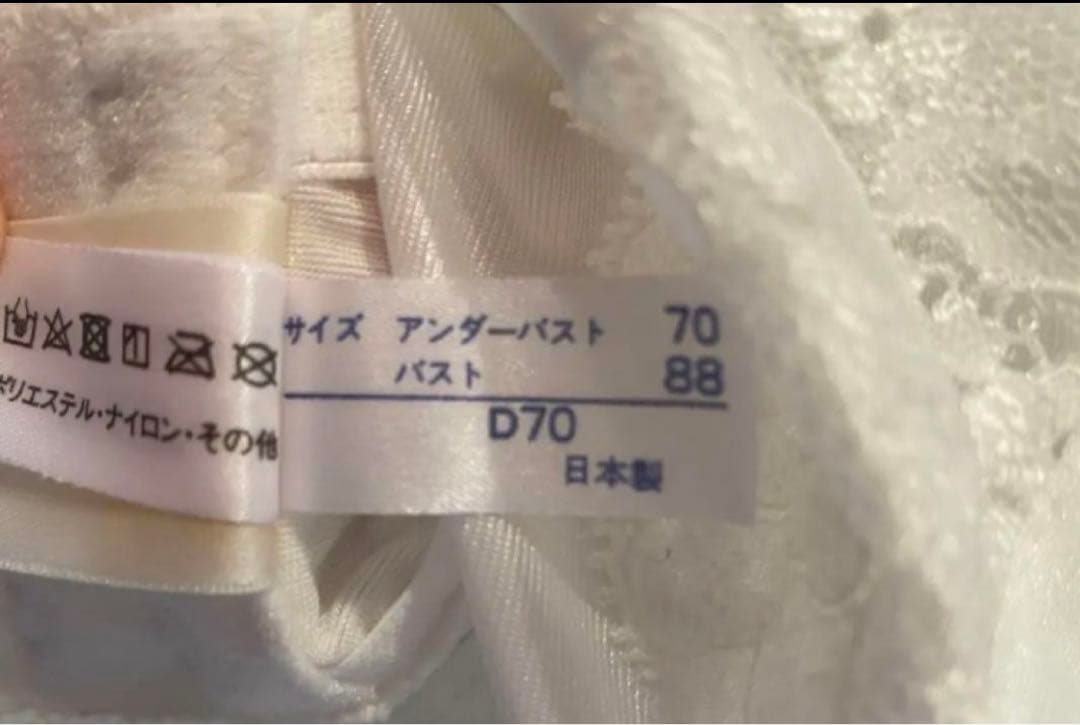 サイズ アンダーバスト 70
バスト 88
D70
日本製
ポリエステル・ナイロン・その他